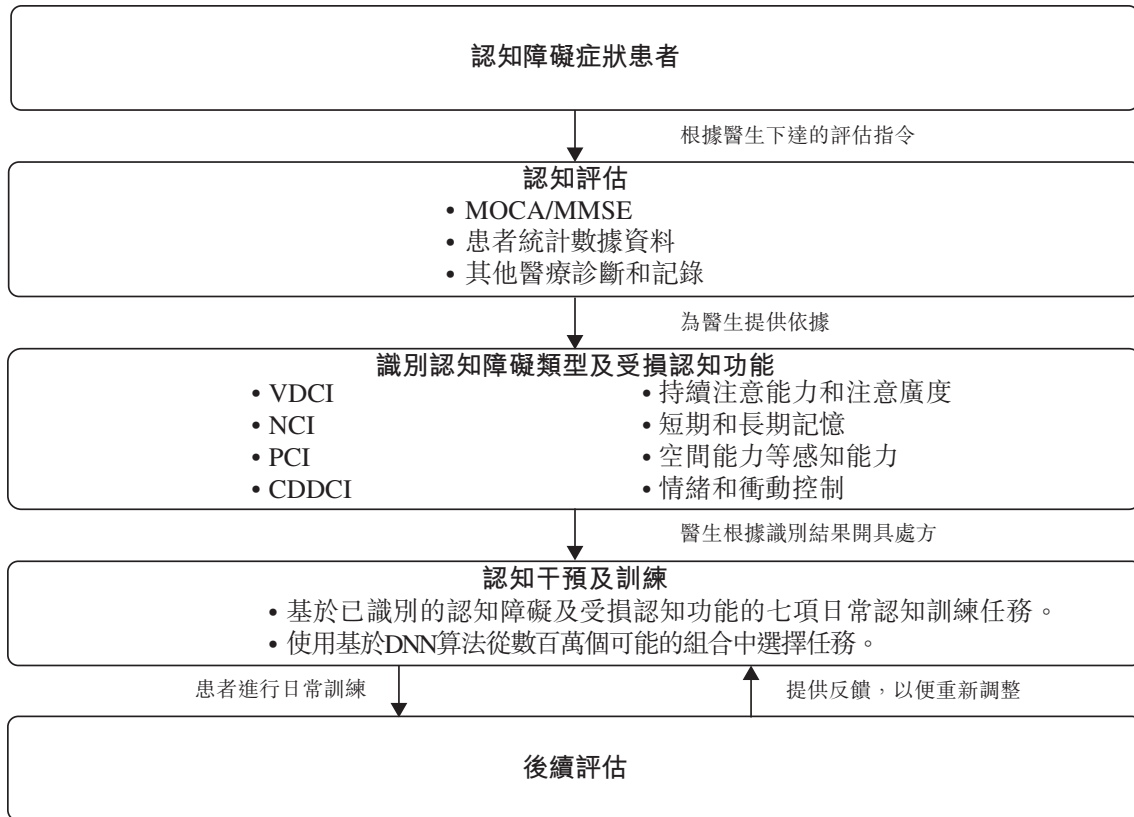 認知障礙症狀患者
根據醫生下達的評估指令
認知評估
• MOCA/MMSE
• 患者統計數據資料
• 其他醫療診斷和記錄
為醫生提供依據
識別認知障礙類型及受損認知功能
• VDCI
• NCI
• PCI
• CDDCI
• 持續注意能力和注意廣度
• 短期和長期記憶
• 空間能力等感知能力
• 情緒和衝動控制
醫生根據識別結果開具處方
認知干預及訓練
• 基於已識別的認知障礙及受損認知功能的七項日常認知訓練任務。
• 使用基於DNN算法從數百萬個可能的組合中選擇任務。
患者進行日常訓練
提供反饋，以便重新調整
後續評估